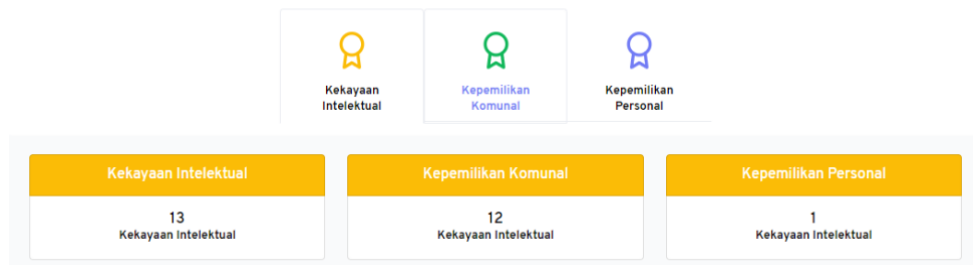 Kekayaan
Intelektual
Kepemilikan
Komunal
Kepemilikan
Personal
Kekayaan Intelektual
13
Kekayaan Intelektual
Kepemilikan Komunal
12
Kekayaan Intelektual
Kepemilikan Personal
1
Kekayaan Intelektual